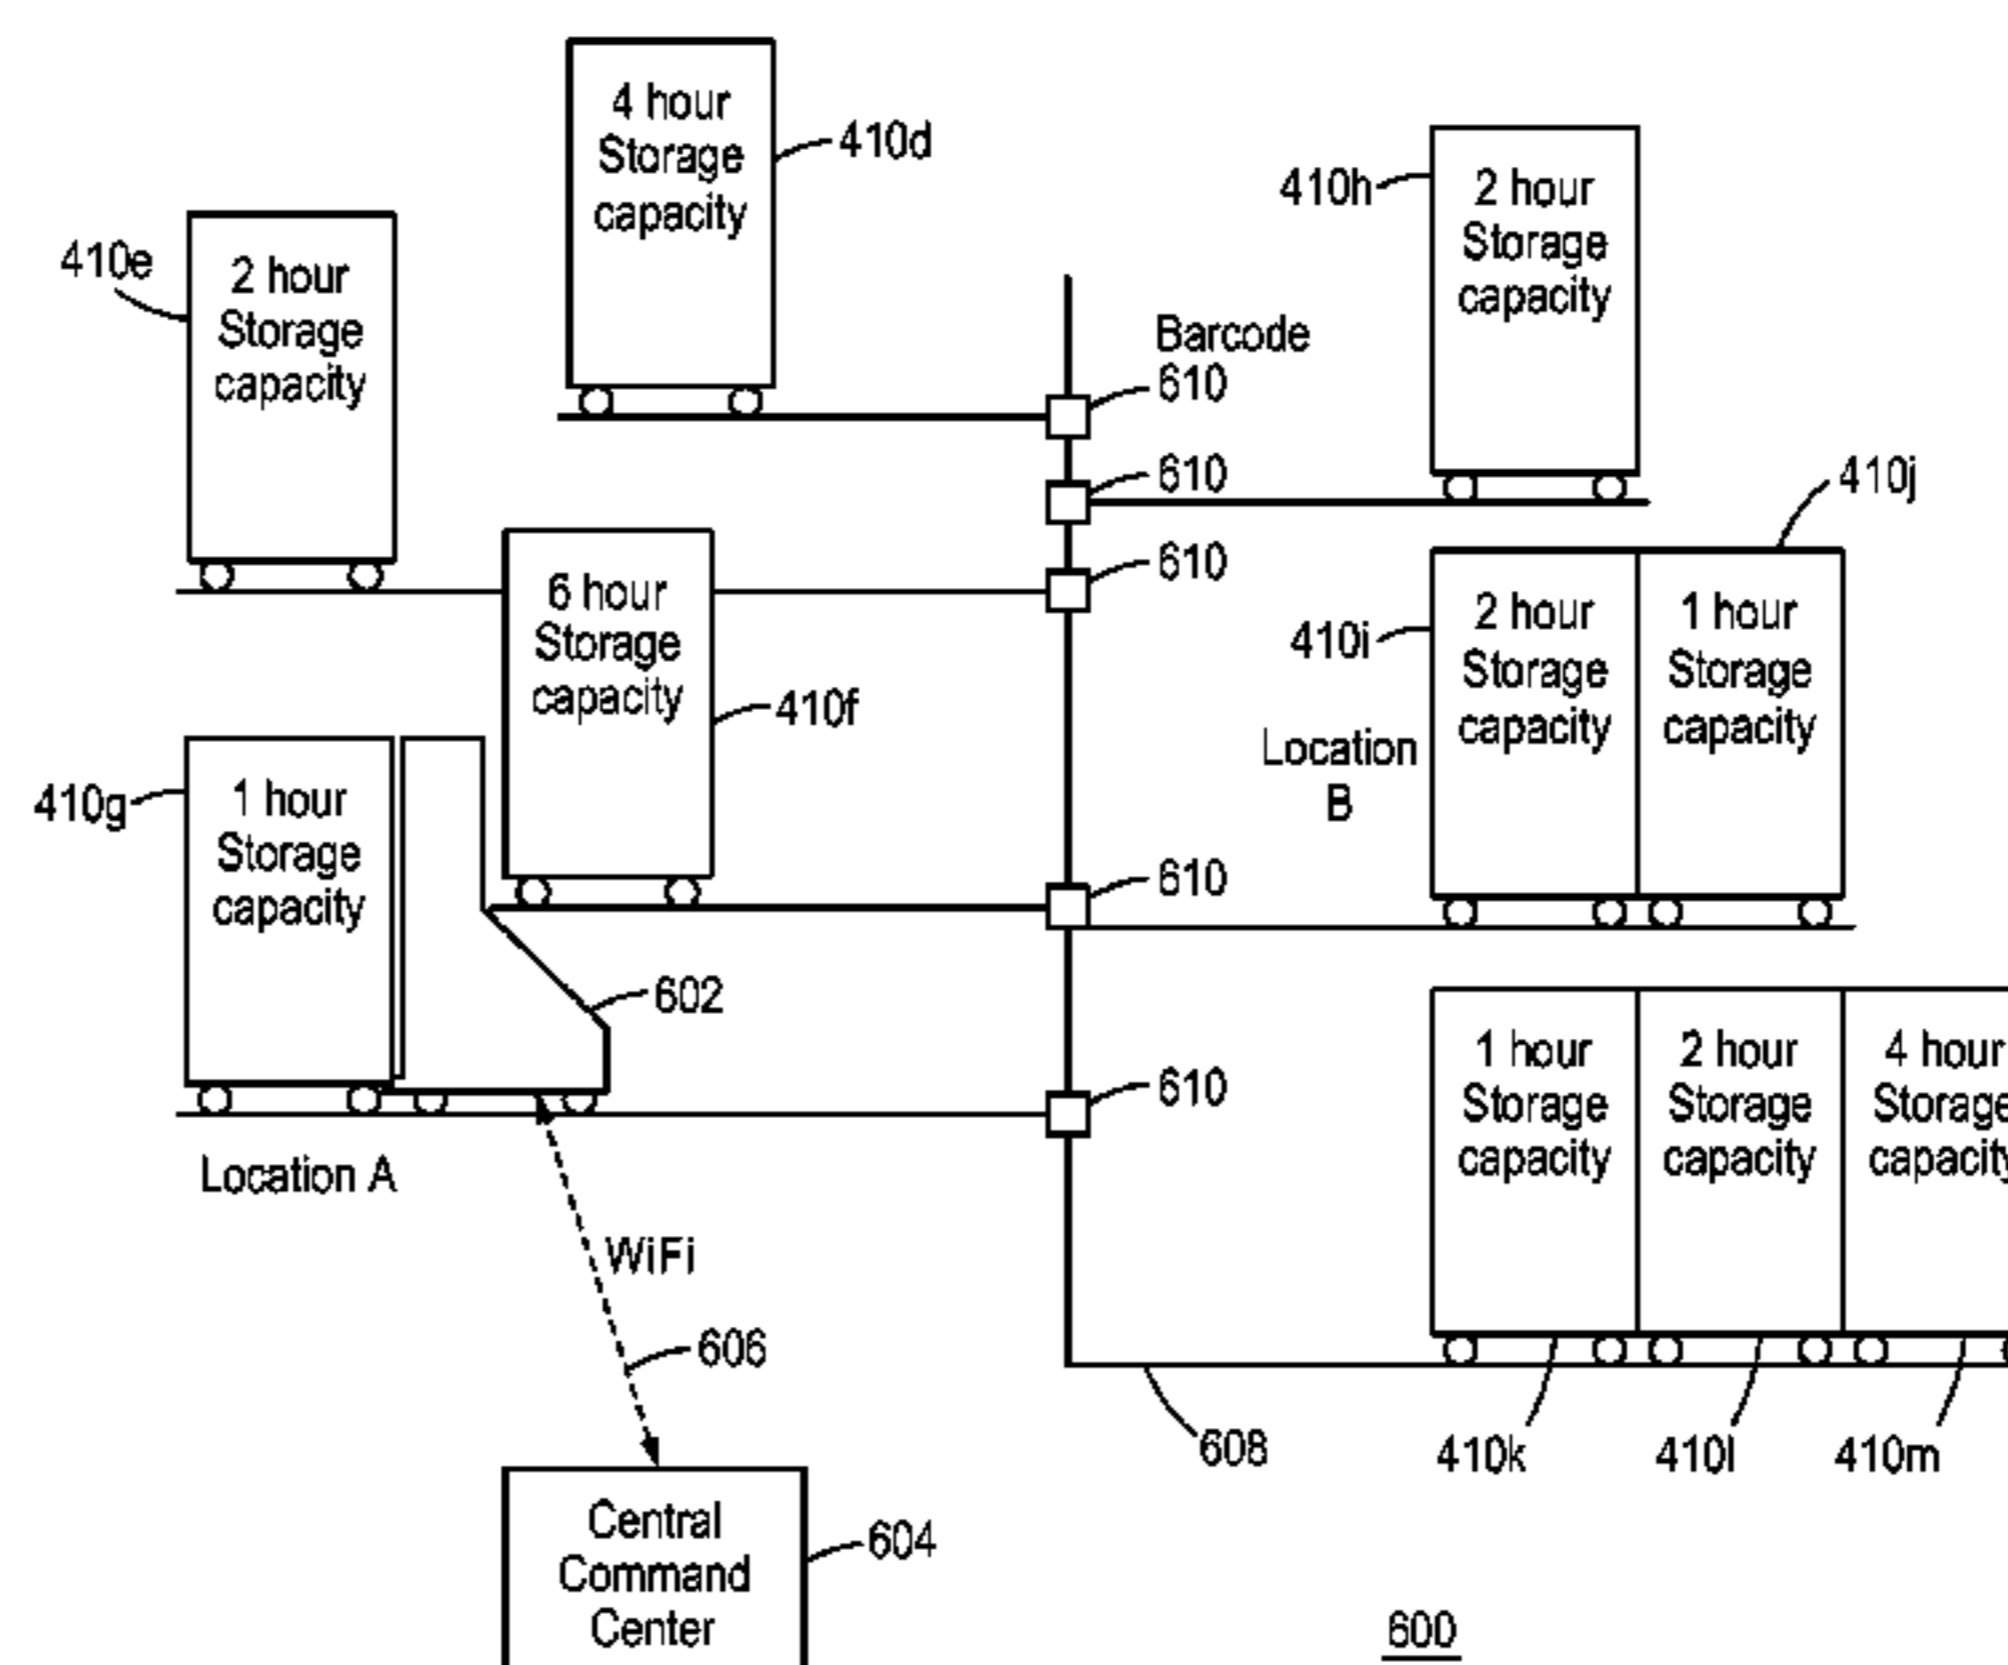 4 hour
Storage
capacity
410d
410h
2 hour
Storage
capacity
410e
2 hour
Storage
capacity
Barcode
610
610
610
410j
6 hour
Storage
capacity
410f
410i
2 hour
Storage
capacity
1 hour
Storage
capacity
Location
B
410g
1 hour
Storage
capacity
610
602
610
1 hour
Storage
capacity
2 hour
Storage
capacity
4 hour
Storage
capacity
Location A
WiFi
606
608
410k
410l
410m
Central
Command
Center
604
600